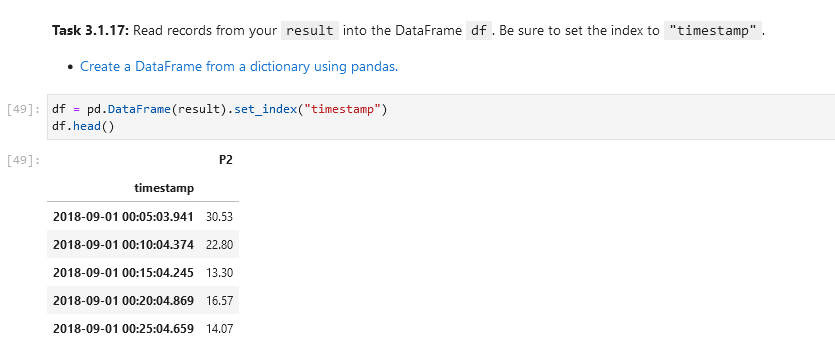 Task 3.1.17: Read records from your result into the DataFrame df. Be sure to set the index to "timestamp".
• Create a DataFrame from a dictionary using pandas.
[49]: df = pd.DataFrame(result).set_index("timestamp")
df.head()
[49]: P2
timestamp
2018-09-01 00:05:03.941 30.53
2018-09-01 00:10:04.374 22.80
2018-09-01 00:15:04.245 13.30
2018-09-01 00:20:04.869 16.57
2018-09-01 00:25:04.659 14.07